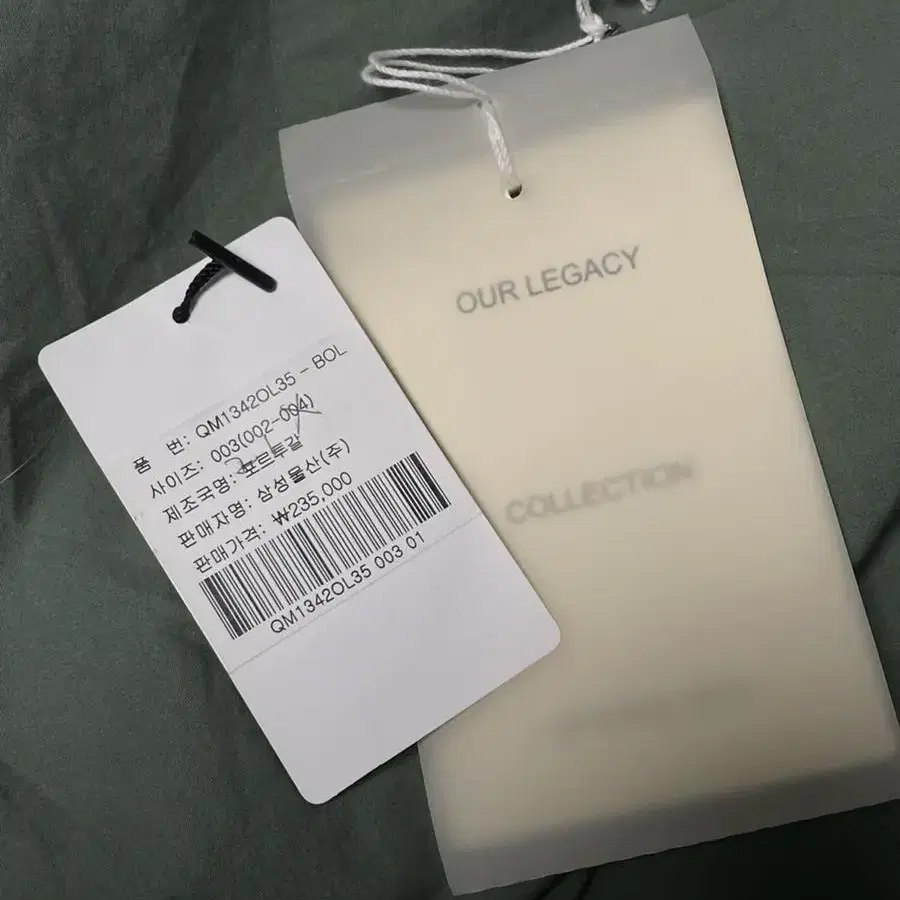 품 번: QM1342OL35 - BOL
사이즈: 003(002-004)
제조국명: 포르투갈
판매자명: 삼성물산(주)
판매가격: ₩235,000
QM1342OL35 003 01
OUR LEGACY
COLLECTION